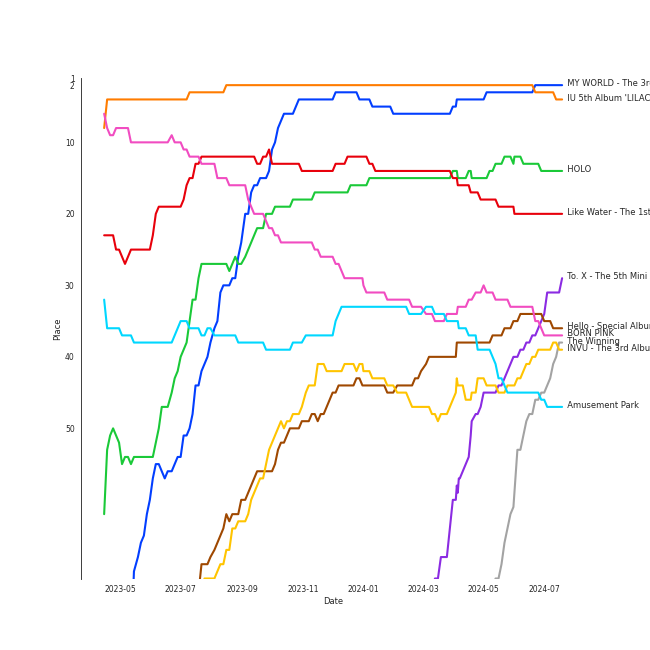 1
2
10
20
30
40
50
Place
2023-05
2023-07
2023-09
2023-11
2024-01
2024-03
2024-05
2024-07
Date
MY WORLD - The 3r
IU 5th Album 'LILAC
HOLO
Like Water - The 1st
To. X - The 5th Mini
Hello - Special Albu
BORN PINK
The Winning
INVU - The 3rd Albu
Amusement Park